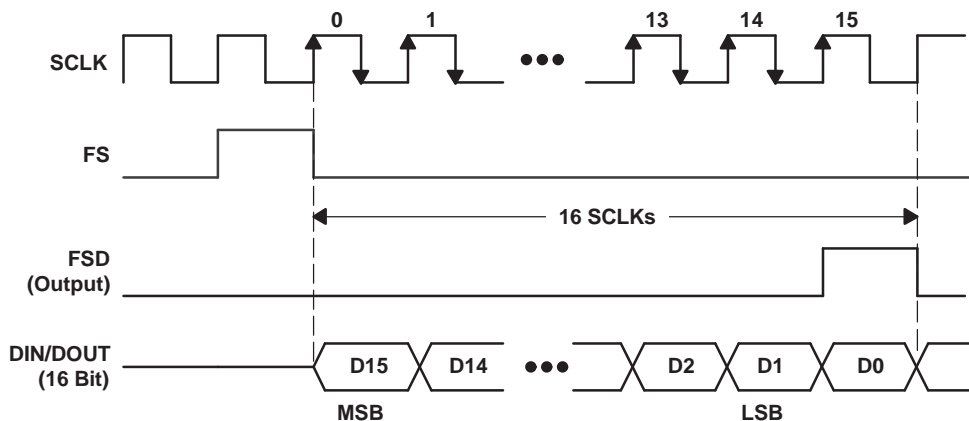 0 1 13 14 15
SCLK
FS
16 SCLKs
FSD
(Output)
DIN/DOUT
(16 Bit)
D15 D14 D2 D1 D0
MSB LSB